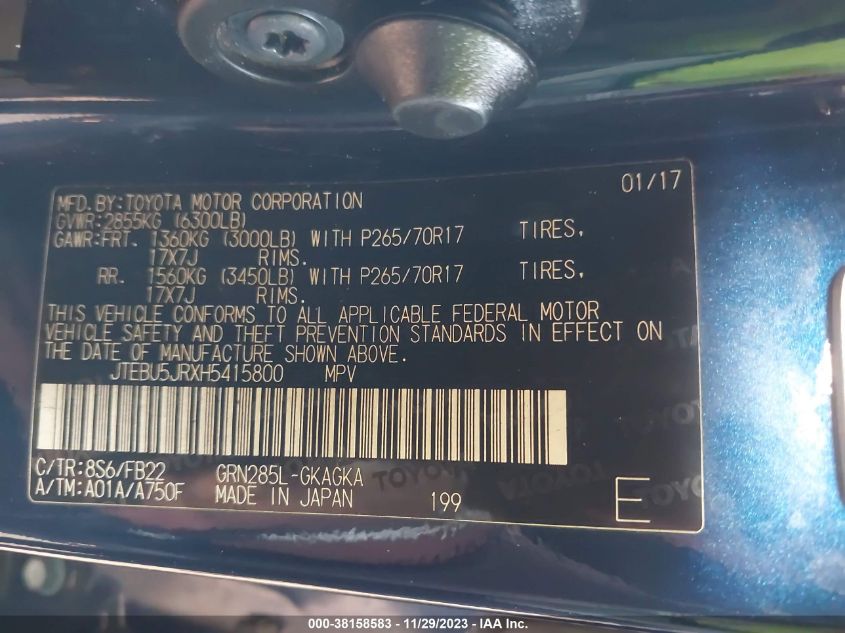 01/17
MFD.BY:TOYOTA MOTOR CORPORATION
GVWR:2855KG (6300LB)
GAWR:FRT. 1360KG (3000LB) WITH P265/70R17 TIRES,
17X7J RIMS.
RR. 1560KG (3450LB) WITH P265/70R17 TIRES,
17X7J RIMS.
THIS VEHICLE CONFORMS TO ALL APPLICABLE FEDERAL MOTOR
VEHICLE SAFETY AND THEFT PREVENTION STANDARDS IN EFFECT ON
THE DATE OF MANUFACTURE SHOWN ABOVE.
JTEBU5JRXH5415800 MPV
C/TR:8S6/FB22 GRN285L-GKAGKA
A/TM:A01A/A750F MADE IN JAPAN 199 E
TOYOTA
000-38158583 - 11/29/2023 - IAA Inc.